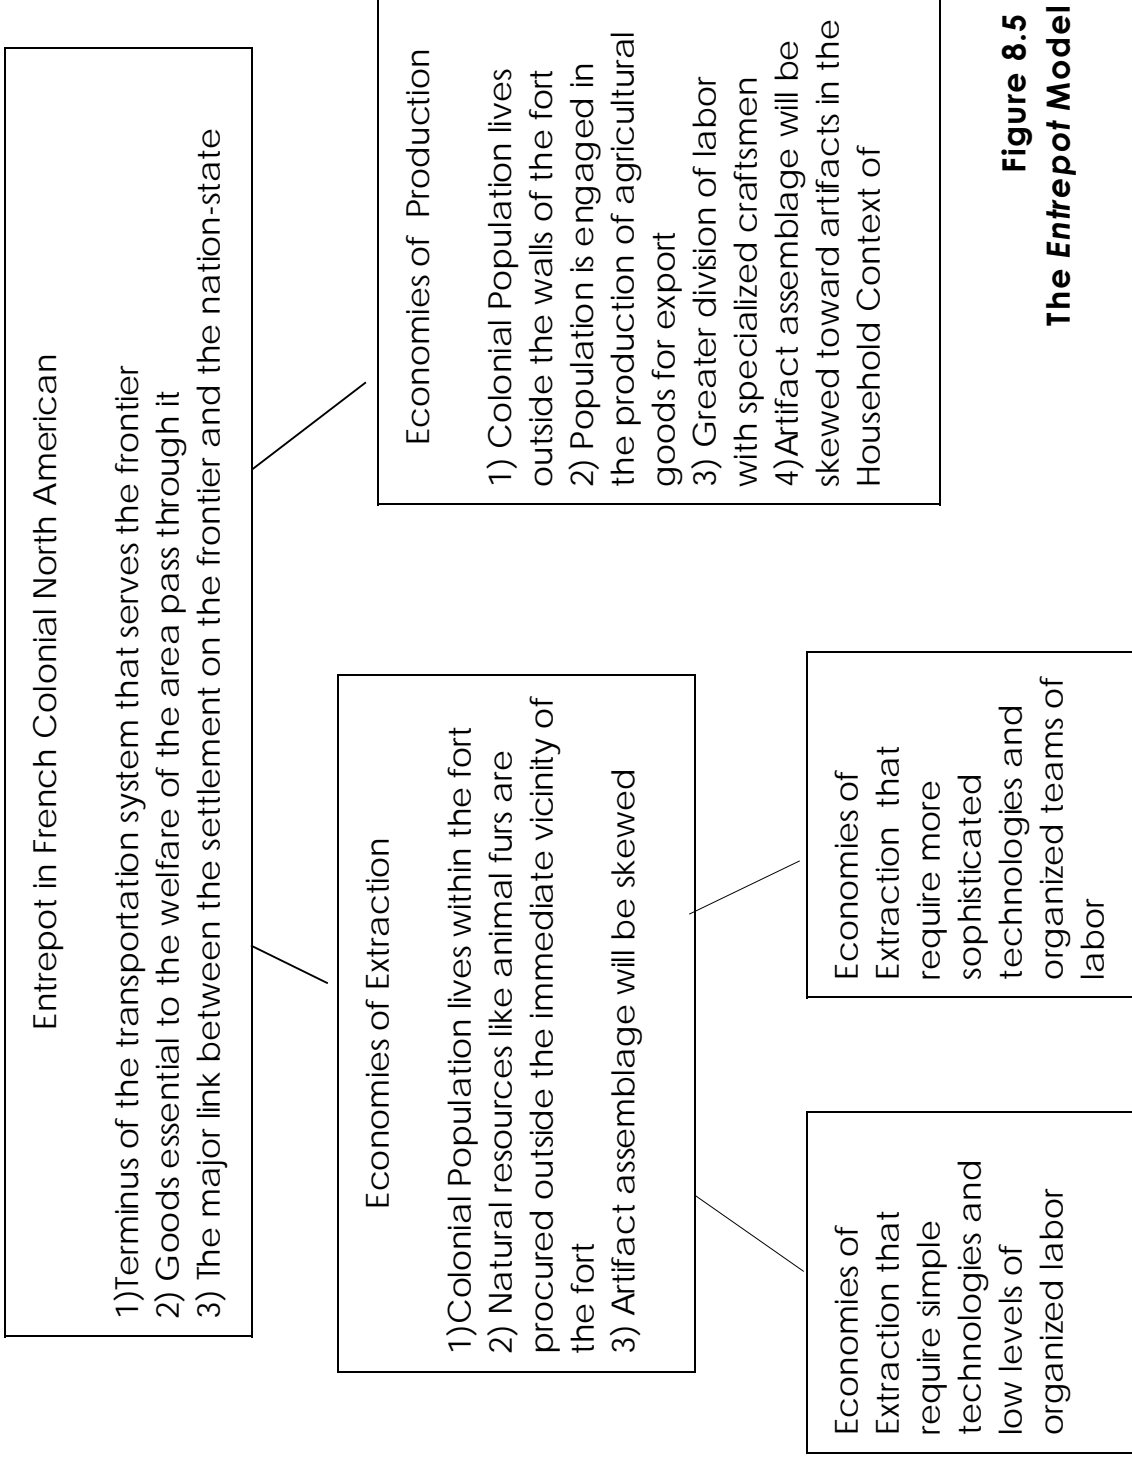 Entrepot in French Colonial North American
1)Terminus of the transportation system that serves the frontier
2) Goods essential to the welfare of the area pass through it
3) The major link between the settlement on the frontier and the nation-state
Economies of Extraction
1)Colonial Population lives within the fort
2) Natural resources like animal furs are
procured outside the immediate vicinity of
the fort
3) Artifact assemblage will be skewed
Economies of Production
1) Colonial Population lives
outside the walls of the fort
2) Population is engaged in
the production of agricultural
goods for export
3) Greater division of labor
with specialized craftsmen
4)Artifact assemblage will be
skewed toward artifacts in the
Household Context of
Economies of
Extraction that
require simple
technologies and
low levels of
organized labor
Economies of
Extraction that
require more
sophisticated
technologies and
organized teams of
labor
Figure 8.5
The Entrepot Model